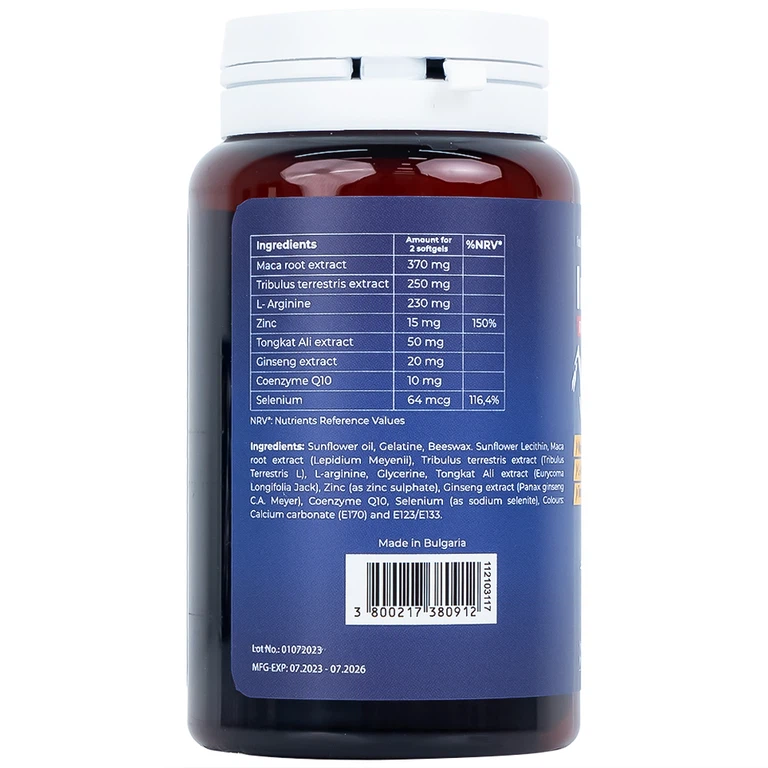 Ingredients Amount for 2 softgels %NRV*
Maca root extract 370 mg
Tribulus terrestris extract 250 mg
L- Arginine 230 mg
Zinc 15 mg 150%
Tongkat Ali extract 50 mg
Ginseng extract 20 mg
Coenzyme Q10 10 mg
Selenium 64 mcg 116,4%
NRV*: Nutrients Reference Values
Ingredients: Sunflower oil, Gelatine, Beeswax. Sunflower Lecithin, Maca
root extract (Lepidium Meyenii), Tribulus terrestris extract (Tribulus
Terrestris L), L-arginine, Glycerine, Tongkat Ali extract (Eurycoma
Longifolia Jack), Zinc (as zinc sulphate), Ginseng extract (Panax ginseng
C.A. Meyer), Coenzyme Q10, Selenium (as sodium selenite), Colours:
Calcium carbonate (E170) and E123/E133.
Made in Bulgaria
112103117
3 800217 380912
Lot No.: 01072023
MFG-EXP: 07.2023 - 07.2026